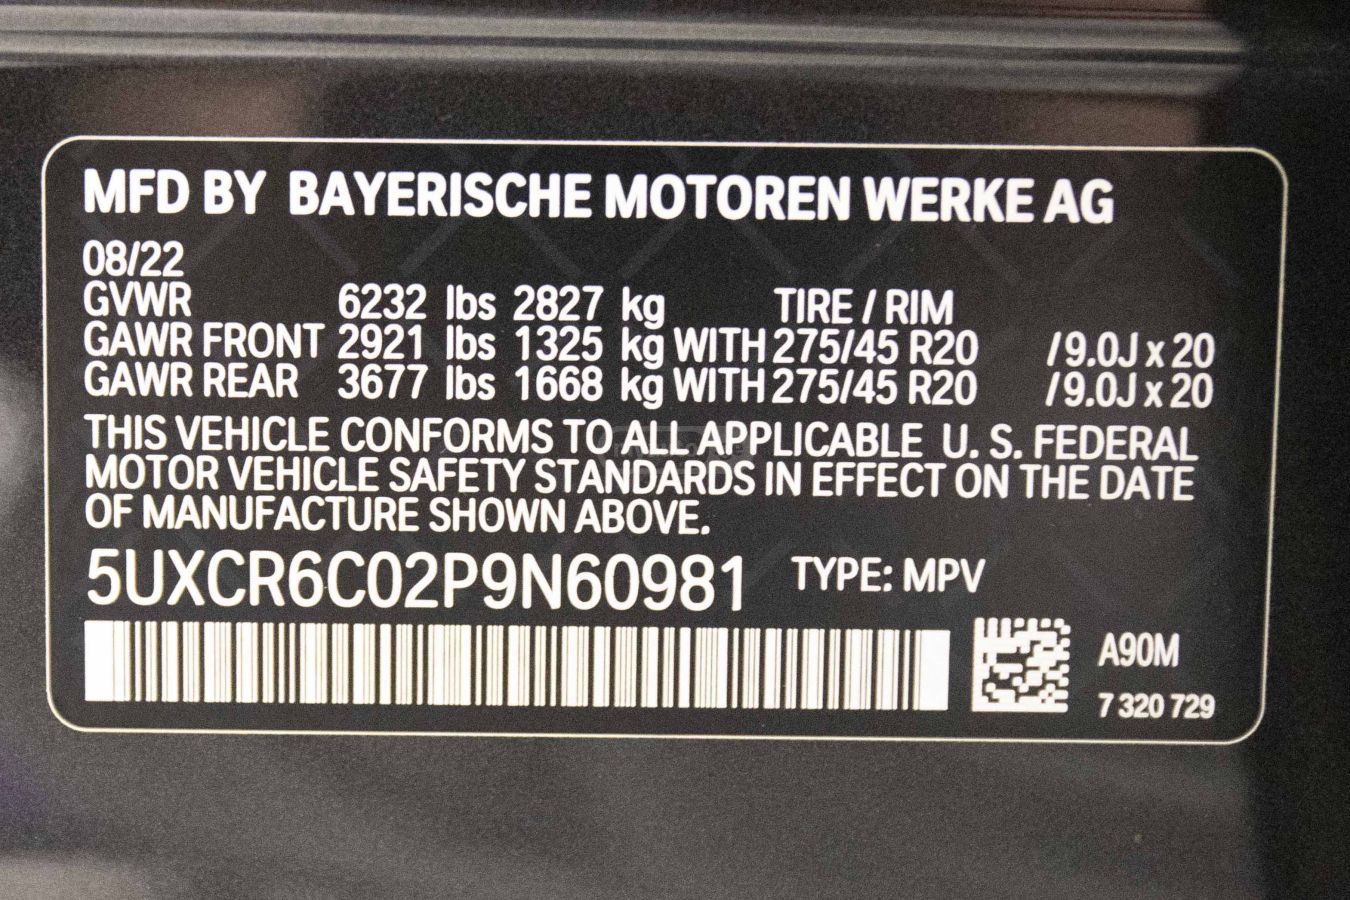 MFD BY BAYERISCHE MOTOREN WERKE AG
08/22
GVWR 6232 lbs 2827 kg TIRE / RIM
GAWR FRONT 2921 lbs 1325 kg WITH 275/45 R20 /9.0J x 20
GAWR REAR 3677 lbs 1668 kg WITH 275/45 R20 /9.0J x 20
THIS VEHICLE CONFORMS TO ALL APPLICABLE U. S. FEDERAL
MOTOR VEHICLE SAFETY STANDARDS IN EFFECT ON THE DATE
OF MANUFACTURE SHOWN ABOVE.
5UXCR6C02P9N60981 TYPE: MPV
A90M
7 320 729